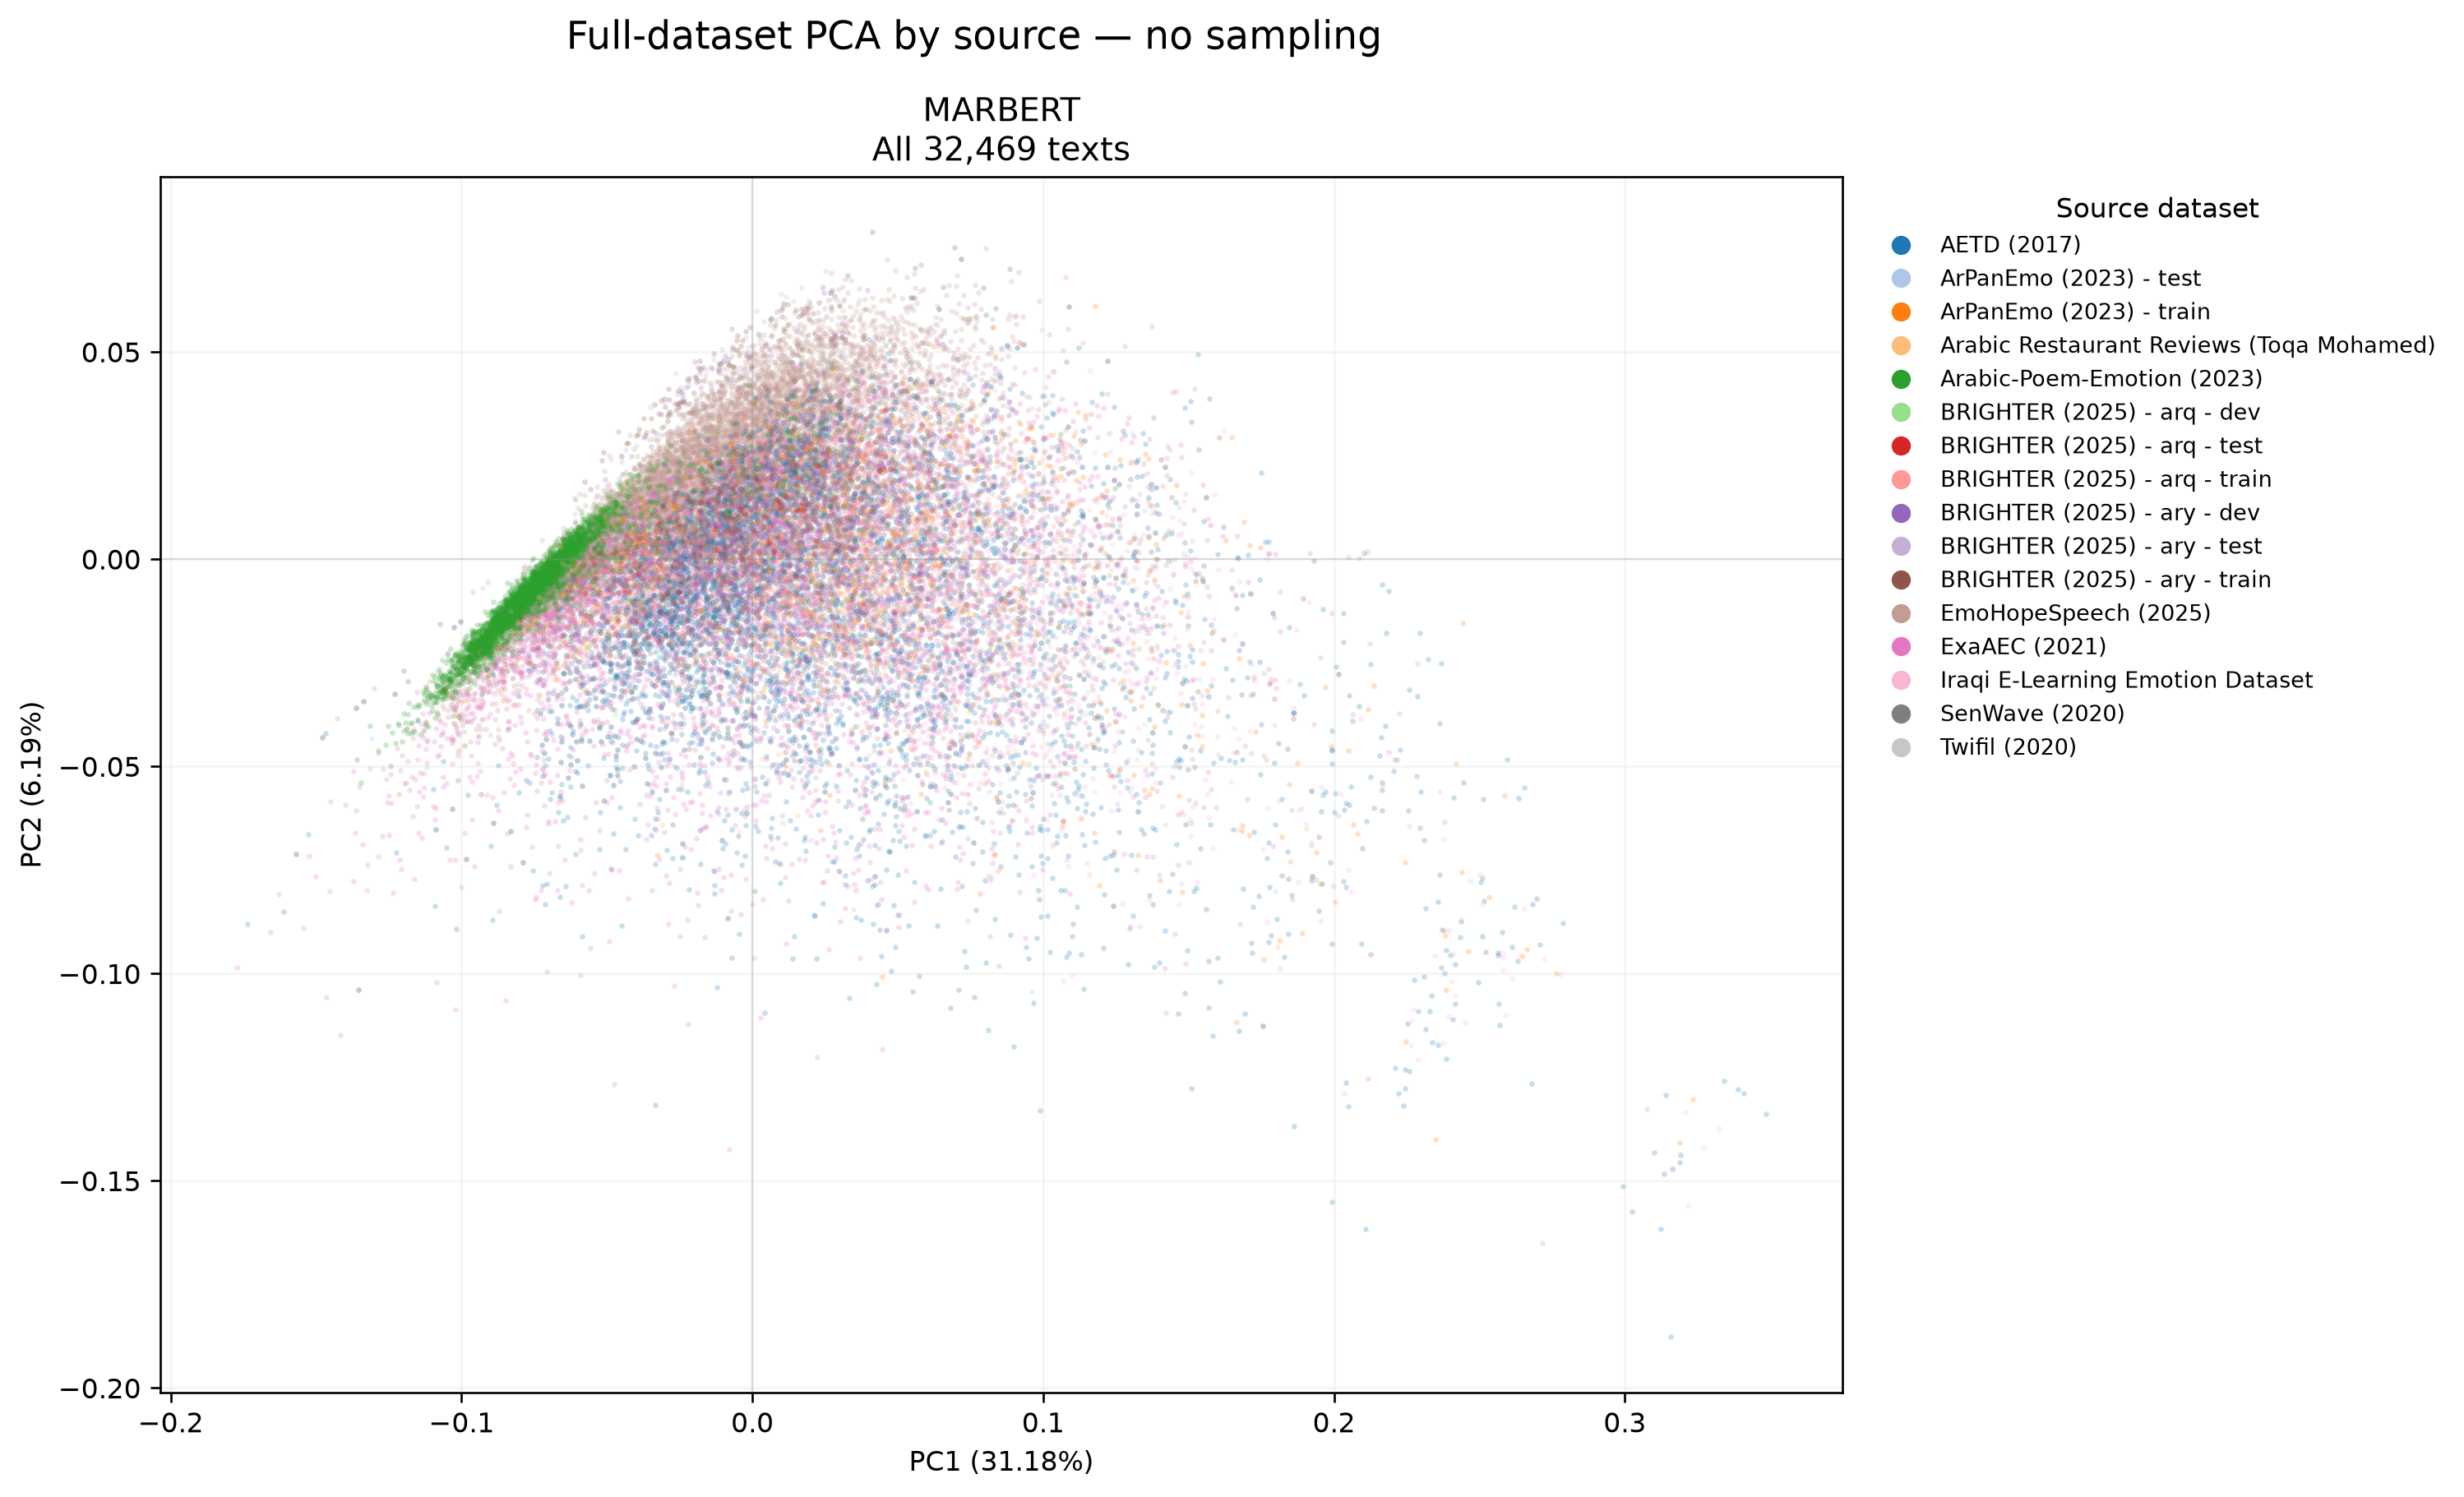 Full-dataset PCA by source — no sampling
MARBERT
All 32,469 texts
0.05
0.00
−0.05
−0.10
−0.15
−0.20
PC2 (6.19%)
−0.2
−0.1
0.0
0.1
0.2
0.3
PC1 (31.18%)
Source dataset
AETD (2017)
ArPanEmo (2023) - test
ArPanEmo (2023) - train
Arabic Restaurant Reviews (Toqa Mohamed)
Arabic-Poem-Emotion (2023)
BRIGHTER (2025) - arq - dev
BRIGHTER (2025) - arq - test
BRIGHTER (2025) - arq - train
BRIGHTER (2025) - ary - dev
BRIGHTER (2025) - ary - test
BRIGHTER (2025) - ary - train
EmoHopeSpeech (2025)
ExaAEC (2021)
Iraqi E-Learning Emotion Dataset
SenWave (2020)
Twifil (2020)